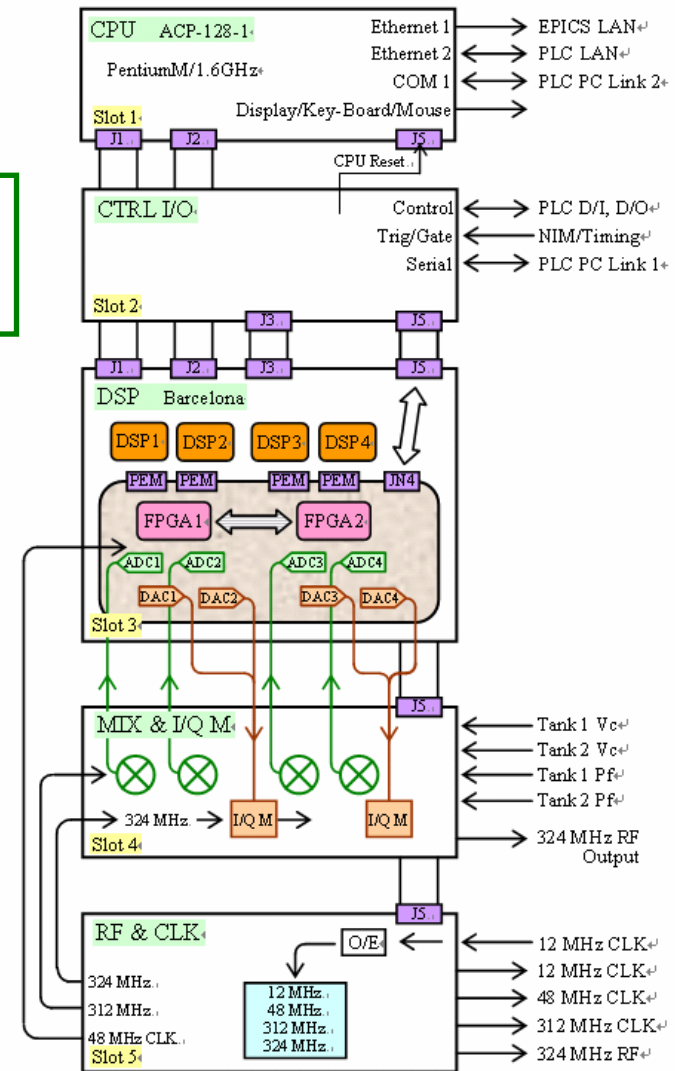 CPU ACP-128-1 Ethernet 1 EPICS LAN
Ethernet 2 PLC LAN
PentiumM/1.6GHz COM 1 PLC PC Link 2
Display/Key-Board/Mouse
Slot 1
J1 J2 J5
CPU Reset
CTRL I/O Control PLC D/I, D/O
Trig/Gate NIM/Timing
Serial PLC PC Link 1
Slot 2
J3 J5
J1 J2 J3 J5
DSP Barcelona
DSP1 DSP2 DSP3 DSP4
PEM PEM PEM PEM JN4
FPGA1 FPGA2
ADC1 ADC2 ADC3 ADC4
DAC1 DAC2 DAC3 DAC4
Slot 3
J5
MIX & I/Q M Tank 1 Vc
Tank 2 Vc
Tank 1 Pf
Tank 2 Pf
324 MHz. I/Q M I/Q M
Slot 4 324 MHz RF
Output
J5
RF & CLK O/E 12 MHz CLK
12 MHz CLK
324 MHz. 12 MHz. 48 MHz CLK
312 MHz. 48 MHz. 312 MHz CLK
48 MHz CLK. 312 MHz. 324 MHz RF
Slot 5 324 MHz.